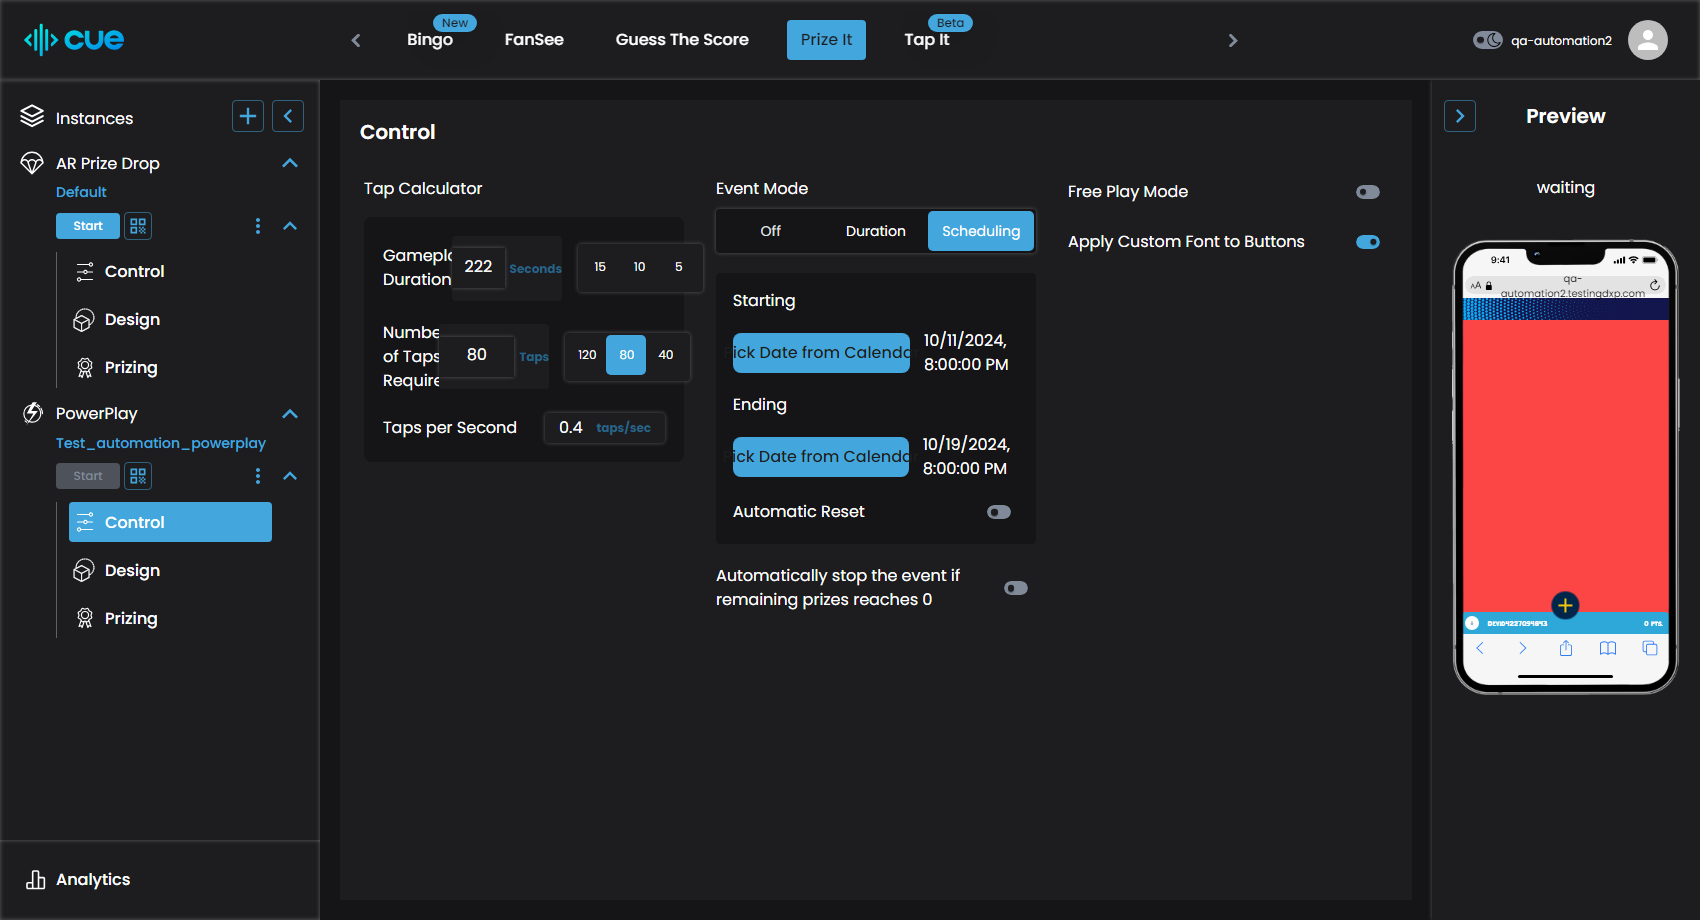 cue
New
Bingo
FanSee
Guess The Score
Prize It
Beta
Tap It
qa-automation2
Instances
AR Prize Drop
Default
Start
Control
Design
Prizing
PowerPlay
Test_automation_powerplay
Start
Control
Design
Prizing
Analytics
Control
Tap Calculator
Gamepl
Duration
222 Seconds
15 10 5
Numbe
of Taps
Require
80 Taps
120 80 40
Taps per Second 0.4 taps/sec
Event Mode
Off Duration Scheduling
Starting
ick Date from Calendar
10/11/2024,
8:00:00 PM
Ending
ick Date from Calendar
10/19/2024,
8:00:00 PM
Automatic Reset
Automatically stop the event if
remaining prizes reaches 0
Free Play Mode
Apply Custom Font to Buttons
Preview
waiting
9:41
AA
qa-
automation2.testingdxp.com
0 PTS.